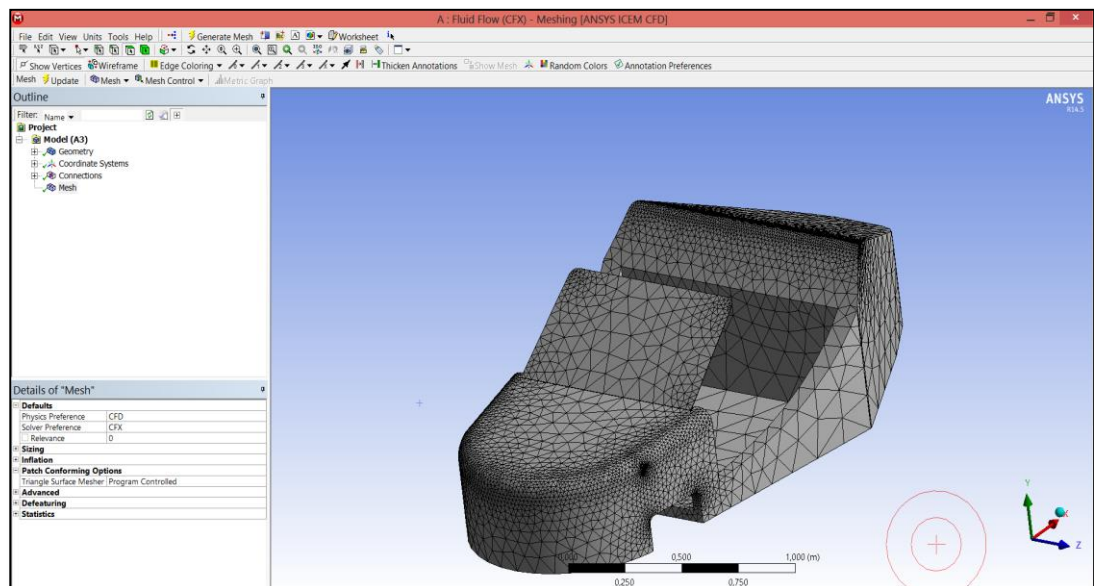 A : Fluid Flow (CFX) - Meshing [ANSYS ICEM CFD]
File Edit View Units Tools Help Generate Mesh Worksheet
Show Vertices Wireframe Edge Coloring Thicken Annotations Show Mesh Random Colors Annotation Preferences
Mesh Update Mesh Mesh Control Metric Graph
Outline
Filter: Name
Project
Model (A3)
Geometry
Coordinate Systems
Connections
Mesh
Details of "Mesh"
Defaults
Physics Preference CFD
Solver Preference CFX
Relevance 0
Sizing
Inflation
Patch Conforming Options
Triangle Surface Mesher Program Controlled
Advanced
Defeaturing
Statistics
ANSYS
R14.5
0,000 0,500 1,000 (m)
0,250 0,750
Y
X
Z